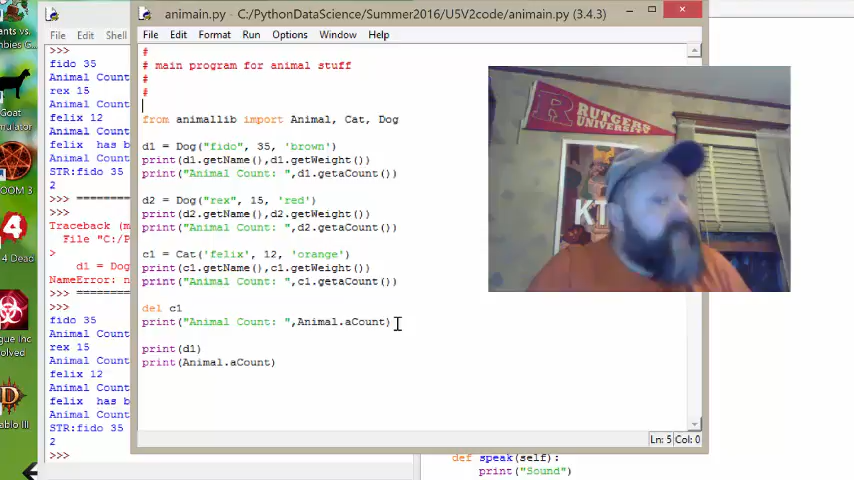 ants vs.
animain.py - C:/PythonDataScience/Summer2016/U5V2code/animain.py (3.4.3)
File Edit Shell
File Edit Format Run Options Window Help
>>>
fido 35
Animal Count
rex 15
Animal Count
felix 12
Animal Count
felix has b
Animal Count
STR:fido 35
2
>>> =========
>>>
Traceback (m
File "C:/P
>
d1 = Dog
NameError: n
>>> =========
>>>
fido 35
Animal Count
rex 15
Animal Count
felix 12
Animal Count
felix has b
Animal Count
STR:fido 35
2
>>>
#
# main program for animal stuff
#
#
from animallib import Animal, Cat, Dog
d1 = Dog("fido", 35, 'brown')
print(d1.getName(),d1.getWeight())
print("Animal Count: ",d1.getaCount())
d2 = Dog("rex", 15, 'red')
print(d2.getName(),d2.getWeight())
print("Animal Count: ",d2.getaCount())
c1 = Cat('felix', 12, 'orange')
print(c1.getName(),c1.getWeight())
print("Animal Count: ",c1.getaCount())
del c1
print("Animal Count: ",Animal.aCount)
print(d1)
print(Animal.aCount)
Ln: 5 Col: 0
def speak(self):
print("Sound")
R
RUTGERS
UNIVERSITY
Goat
mulator
OOM 3
4 Dead
ague Inc
olved
ablo III